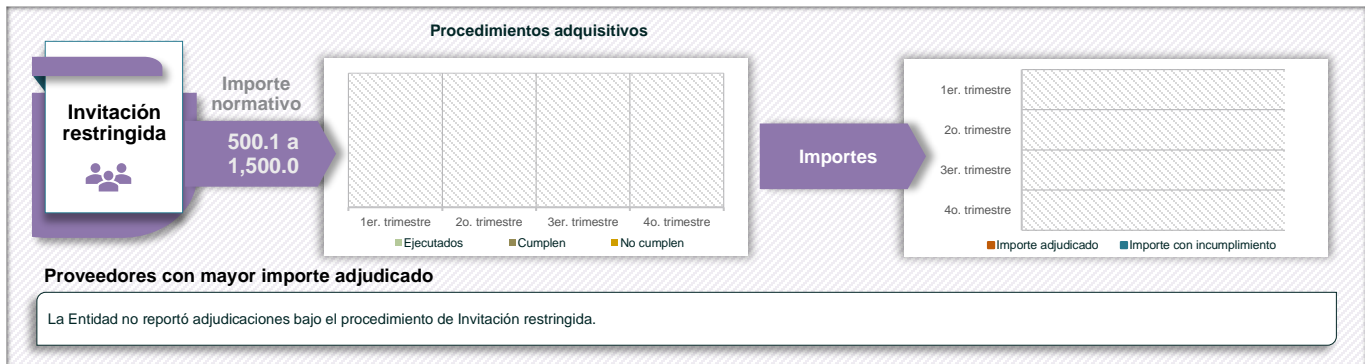 Procedimientos adquisitivos
Invitación
restringida
Importe
normativo
500.1 a
1,500.0
1er. trimestre
2o. trimestre
3er. trimestre
4o. trimestre
Ejecutados
Cumplen
No cumplen
Importes
1er. trimestre
2o. trimestre
3er. trimestre
4o. trimestre
Importe adjudicado
Importe con incumplimiento
Proveedores con mayor importe adjudicado
La Entidad no reportó adjudicaciones bajo el procedimiento de Invitación restringida.